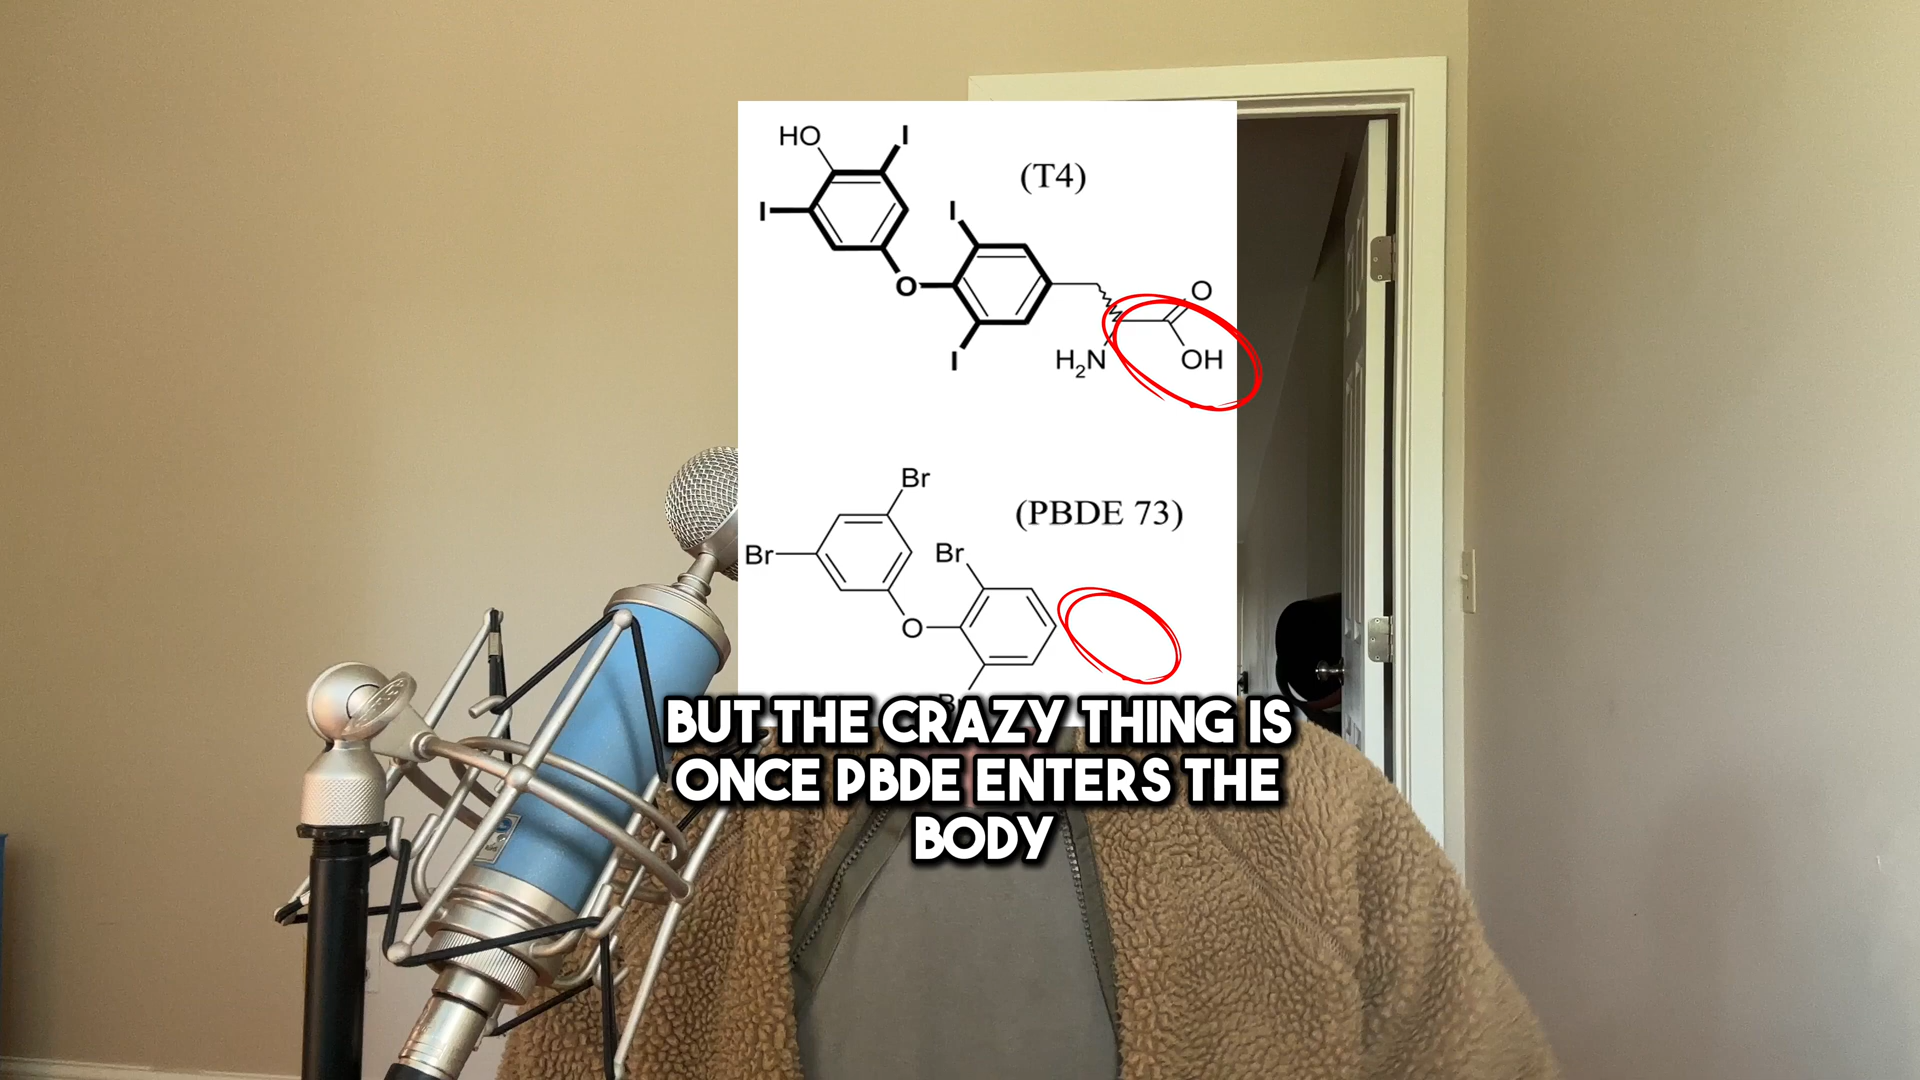 HO
I
(T4)
I
I
O
O
I
H₂N
OH
Br
(PBDE 73)
Br
Br
O
BUT THE CRAZY THING IS
ONCE PBDE ENTERS THE
BODY